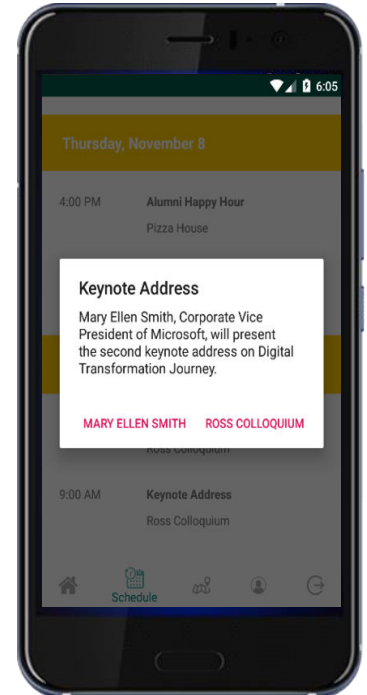 6:05
Thursday, November 8
4:00 PM Alumni Happy Hour
Pizza House
Keynote Address
Mary Ellen Smith, Corporate Vice
President of Microsoft, will present
the second keynote address on Digital
Transformation Journey.
MARY ELLEN SMITH ROSS COLLOQUIUM
Ross Colloquium
9:00 AM Keynote Address
Ross Colloquium
Schedule